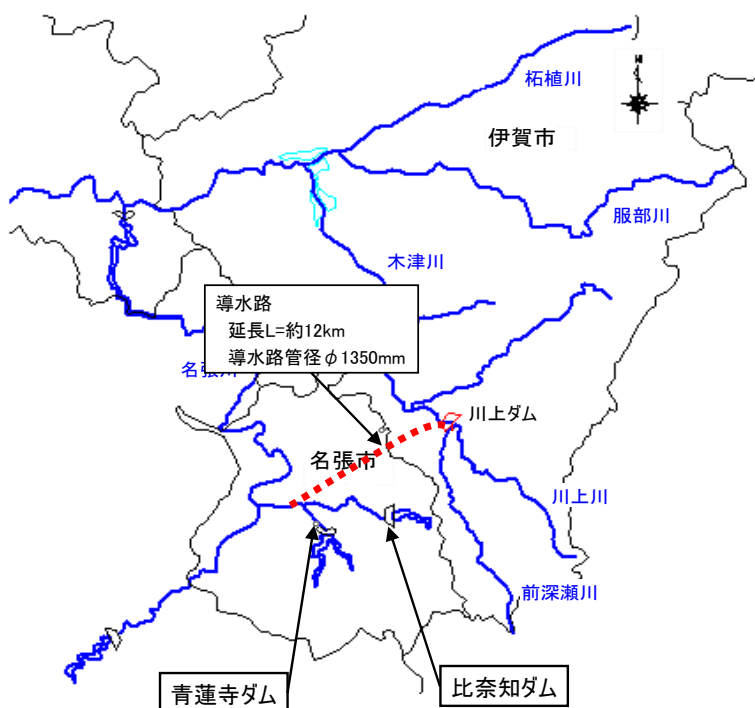 N
柘植川
伊賀市
服部川
木津川
導水路
延長L=約12km
導水路管径φ1350mm
名張川
川上ダム
名張市
川上川
前深瀬川
青蓮寺ダム
比奈知ダム